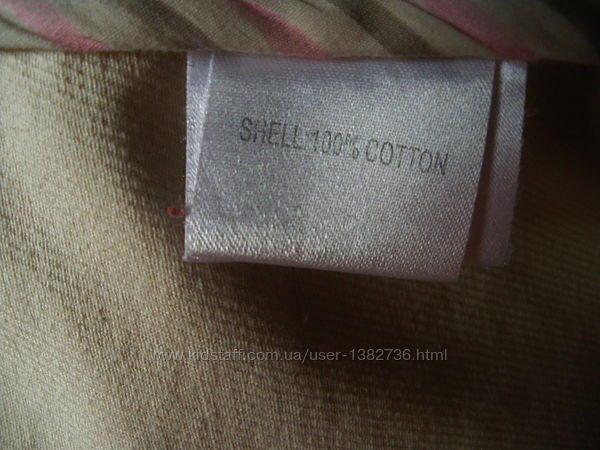 SHELL 100% COTTON
www.kidstaff.com.ua/user-1382736.html